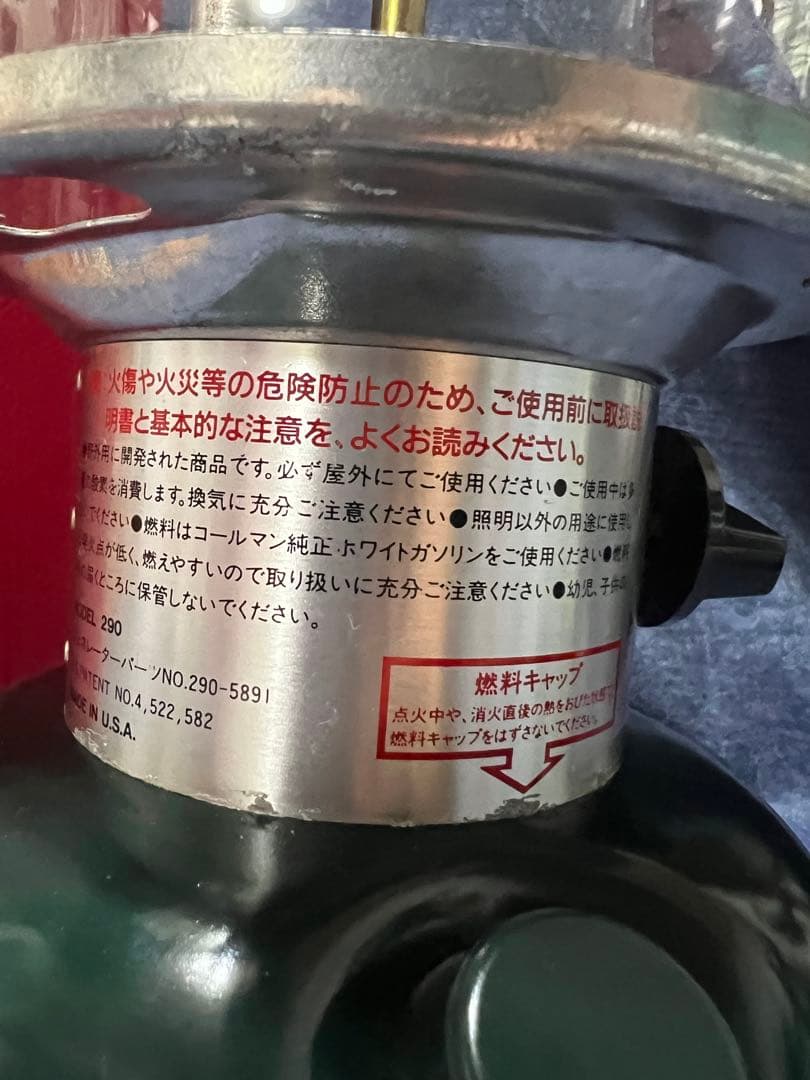 火傷や火災等の危険防止のため、ご使用前に取扱説
明書と基本的な注意を、よくお読みください。
野外用に開発された商品です。必ず屋外にてご使用ください●ご使用中は多
の酸素を消費します。換気に充分ご注意ください●照明以外の用途に使用し
でください●燃料はコールマン純正ホワイトガソリンをご使用ください●燃料
火点が低く、燃えやすいので取り扱いに充分ご注意ください●幼児、子供の
届くところに保管しないでください。
MODEL 290
ネレーターパーツNO.290-5891
PATENT NO.4,522,582
MADE IN U.S.A.
燃料キャップ
点火中や、消火直後の熱をおびた状態で
燃料キャップをはずさないでください。